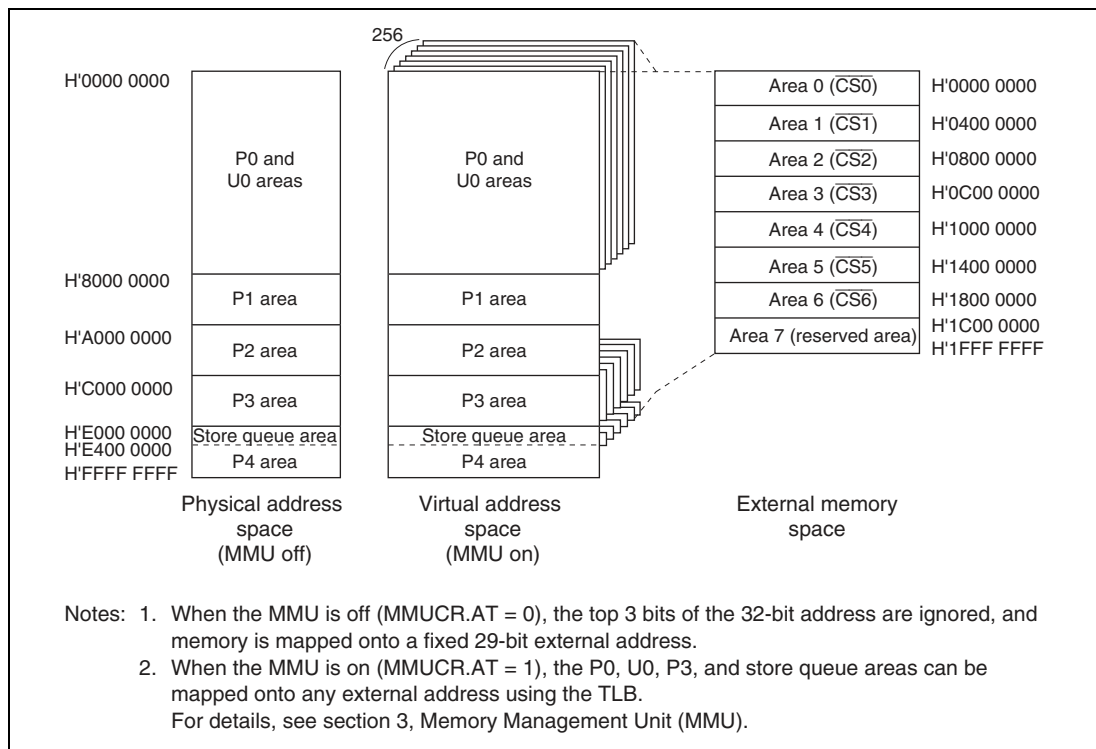 256
H'0000 0000
P0 and
U0 areas
H'8000 0000
P1 area
H'A000 0000
P2 area
H'C000 0000
P3 area
H'E000 0000
Store queue area
H'E400 0000
P4 area
H'FFFF FFFF
Physical address
space
(MMU off)
P0 and
U0 areas
P1 area
P2 area
P3 area
Store queue area
P4 area
Virtual address
space
(MMU on)
Area 0 (C̅S̅0̅) H'0000 0000
Area 1 (C̅S̅1̅) H'0400 0000
Area 2 (C̅S̅2̅) H'0800 0000
Area 3 (C̅S̅3̅) H'0C00 0000
Area 4 (C̅S̅4̅) H'1000 0000
Area 5 (C̅S̅5̅) H'1400 0000
Area 6 (C̅S̅6̅) H'1800 0000
Area 7 (reserved area) H'1C00 0000
H'1FFF FFFF
External memory
space
Notes: 1. When the MMU is off (MMUCR.AT = 0), the top 3 bits of the 32-bit address are ignored, and
memory is mapped onto a fixed 29-bit external address.
2. When the MMU is on (MMUCR.AT = 1), the P0, U0, P3, and store queue areas can be
mapped onto any external address using the TLB.
For details, see section 3, Memory Management Unit (MMU).